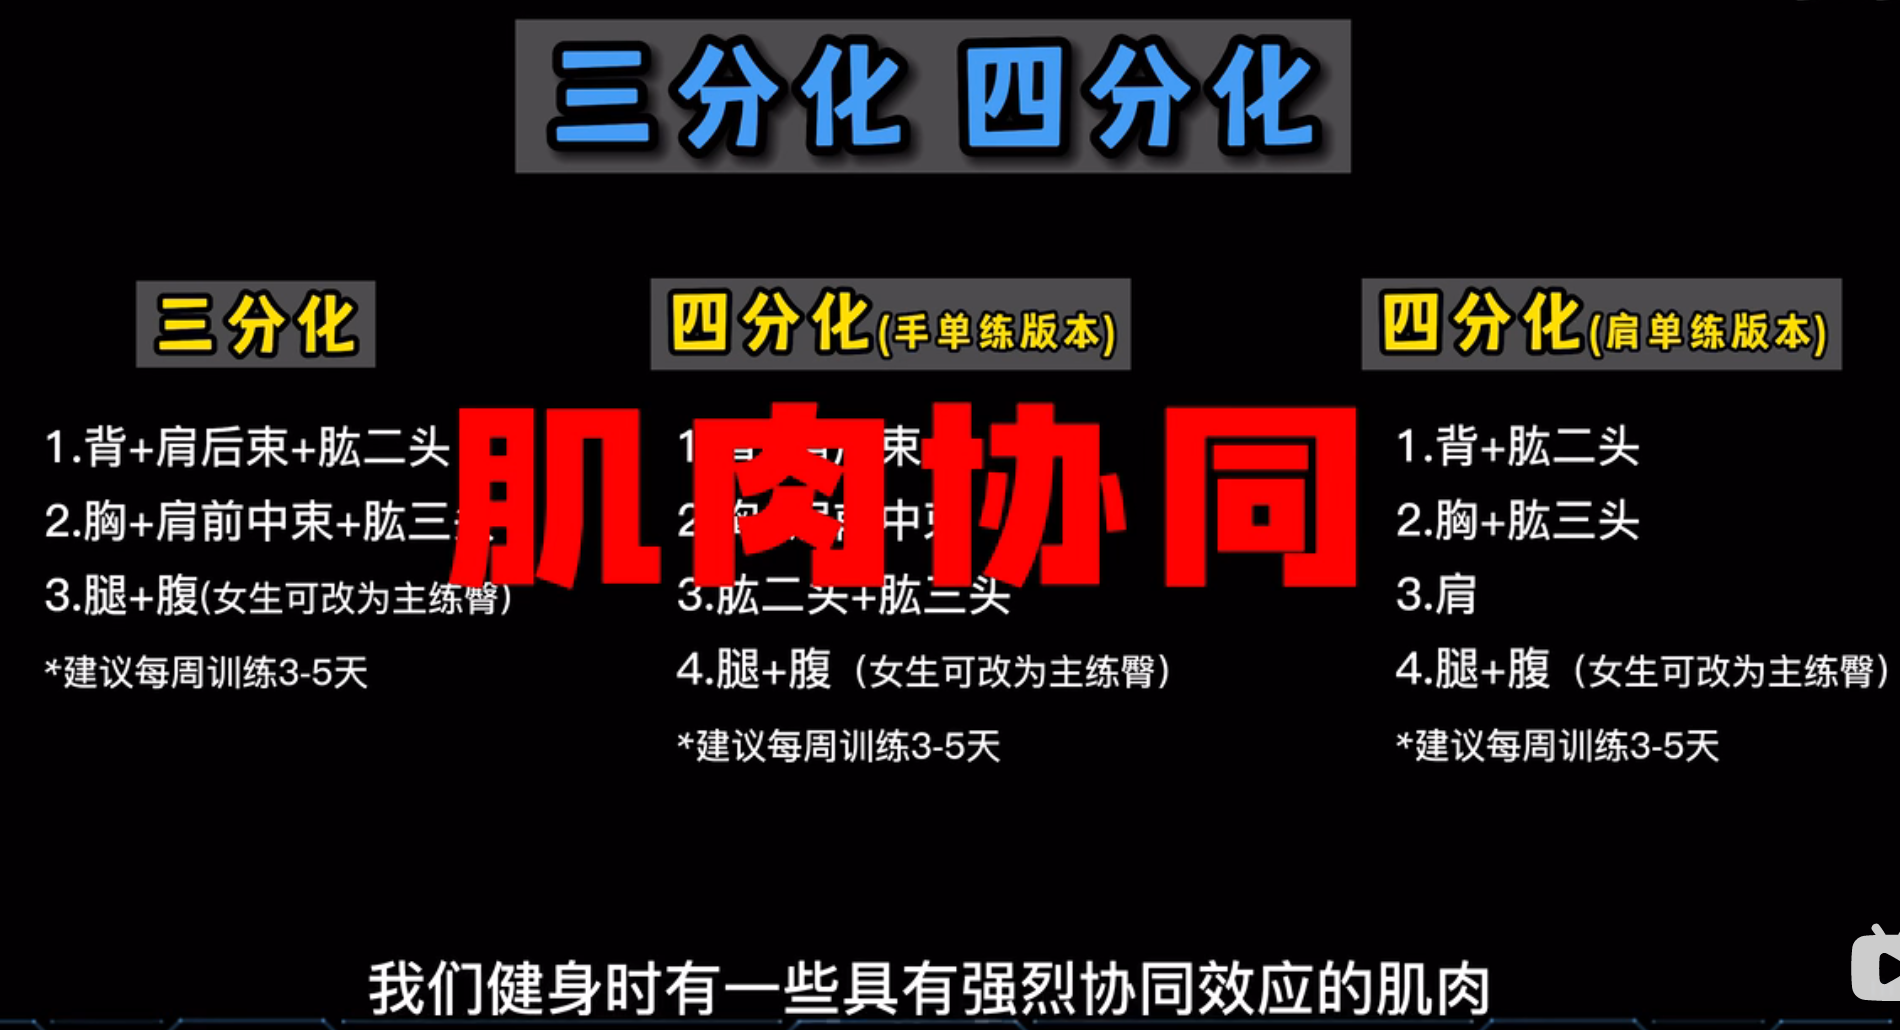 三分化 四分化
三分化
1.背+肩后束+肱二头
2.胸+肩前中束+肱三
3.腿+腹(女生可改为主练臀)
*建议每周训练3-5天
四分化(手单练版本)
1
束
2
中
3.肱二头+肱三头
4.腿+腹（女生可改为主练臀）
*建议每周训练3-5天
四分化(肩单练版本)
1.背+肱二头
2.胸+肱三头
3.肩
4.腿+腹（女生可改为主练臀）
*建议每周训练3-5天
肌肉协同
我们健身时有一些具有强烈协同效应的肌肉